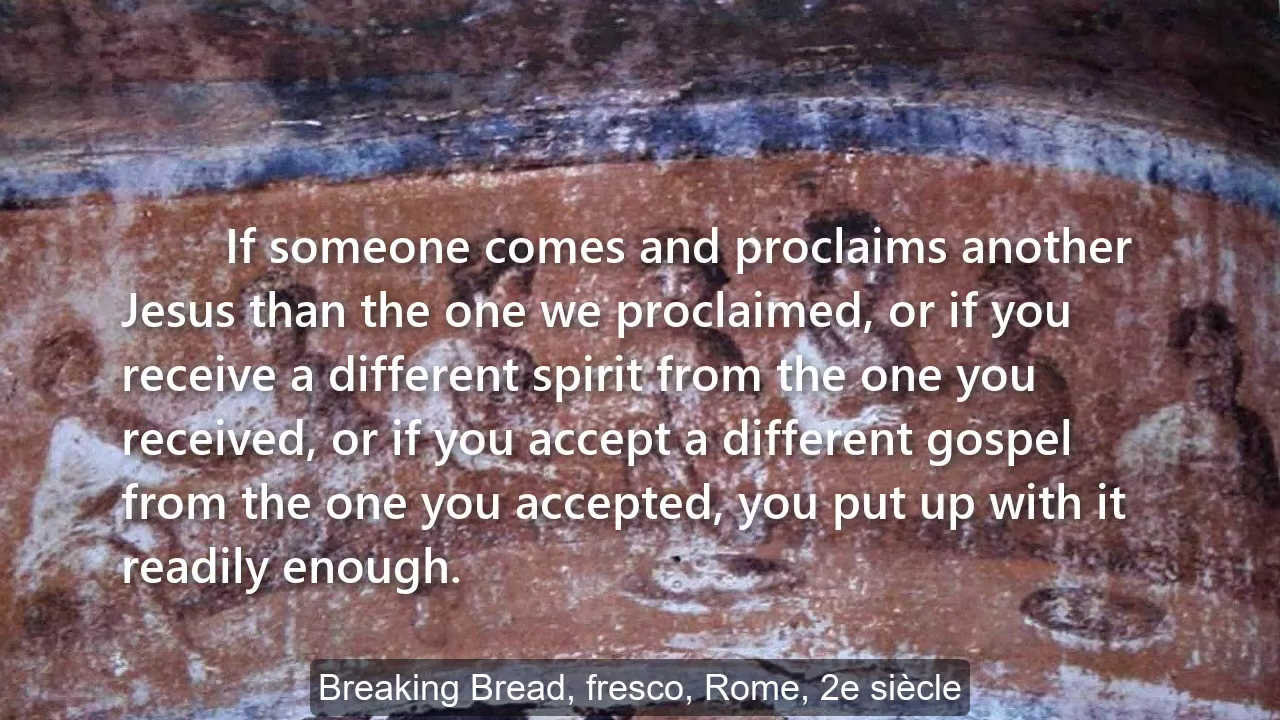 If someone comes and proclaims another
Jesus than the one we proclaimed, or if you
receive a different spirit from the one you
received, or if you accept a different gospel
from the one you accepted, you put up with it
readily enough.
Breaking Bread, fresco, Rome, 2e siècle